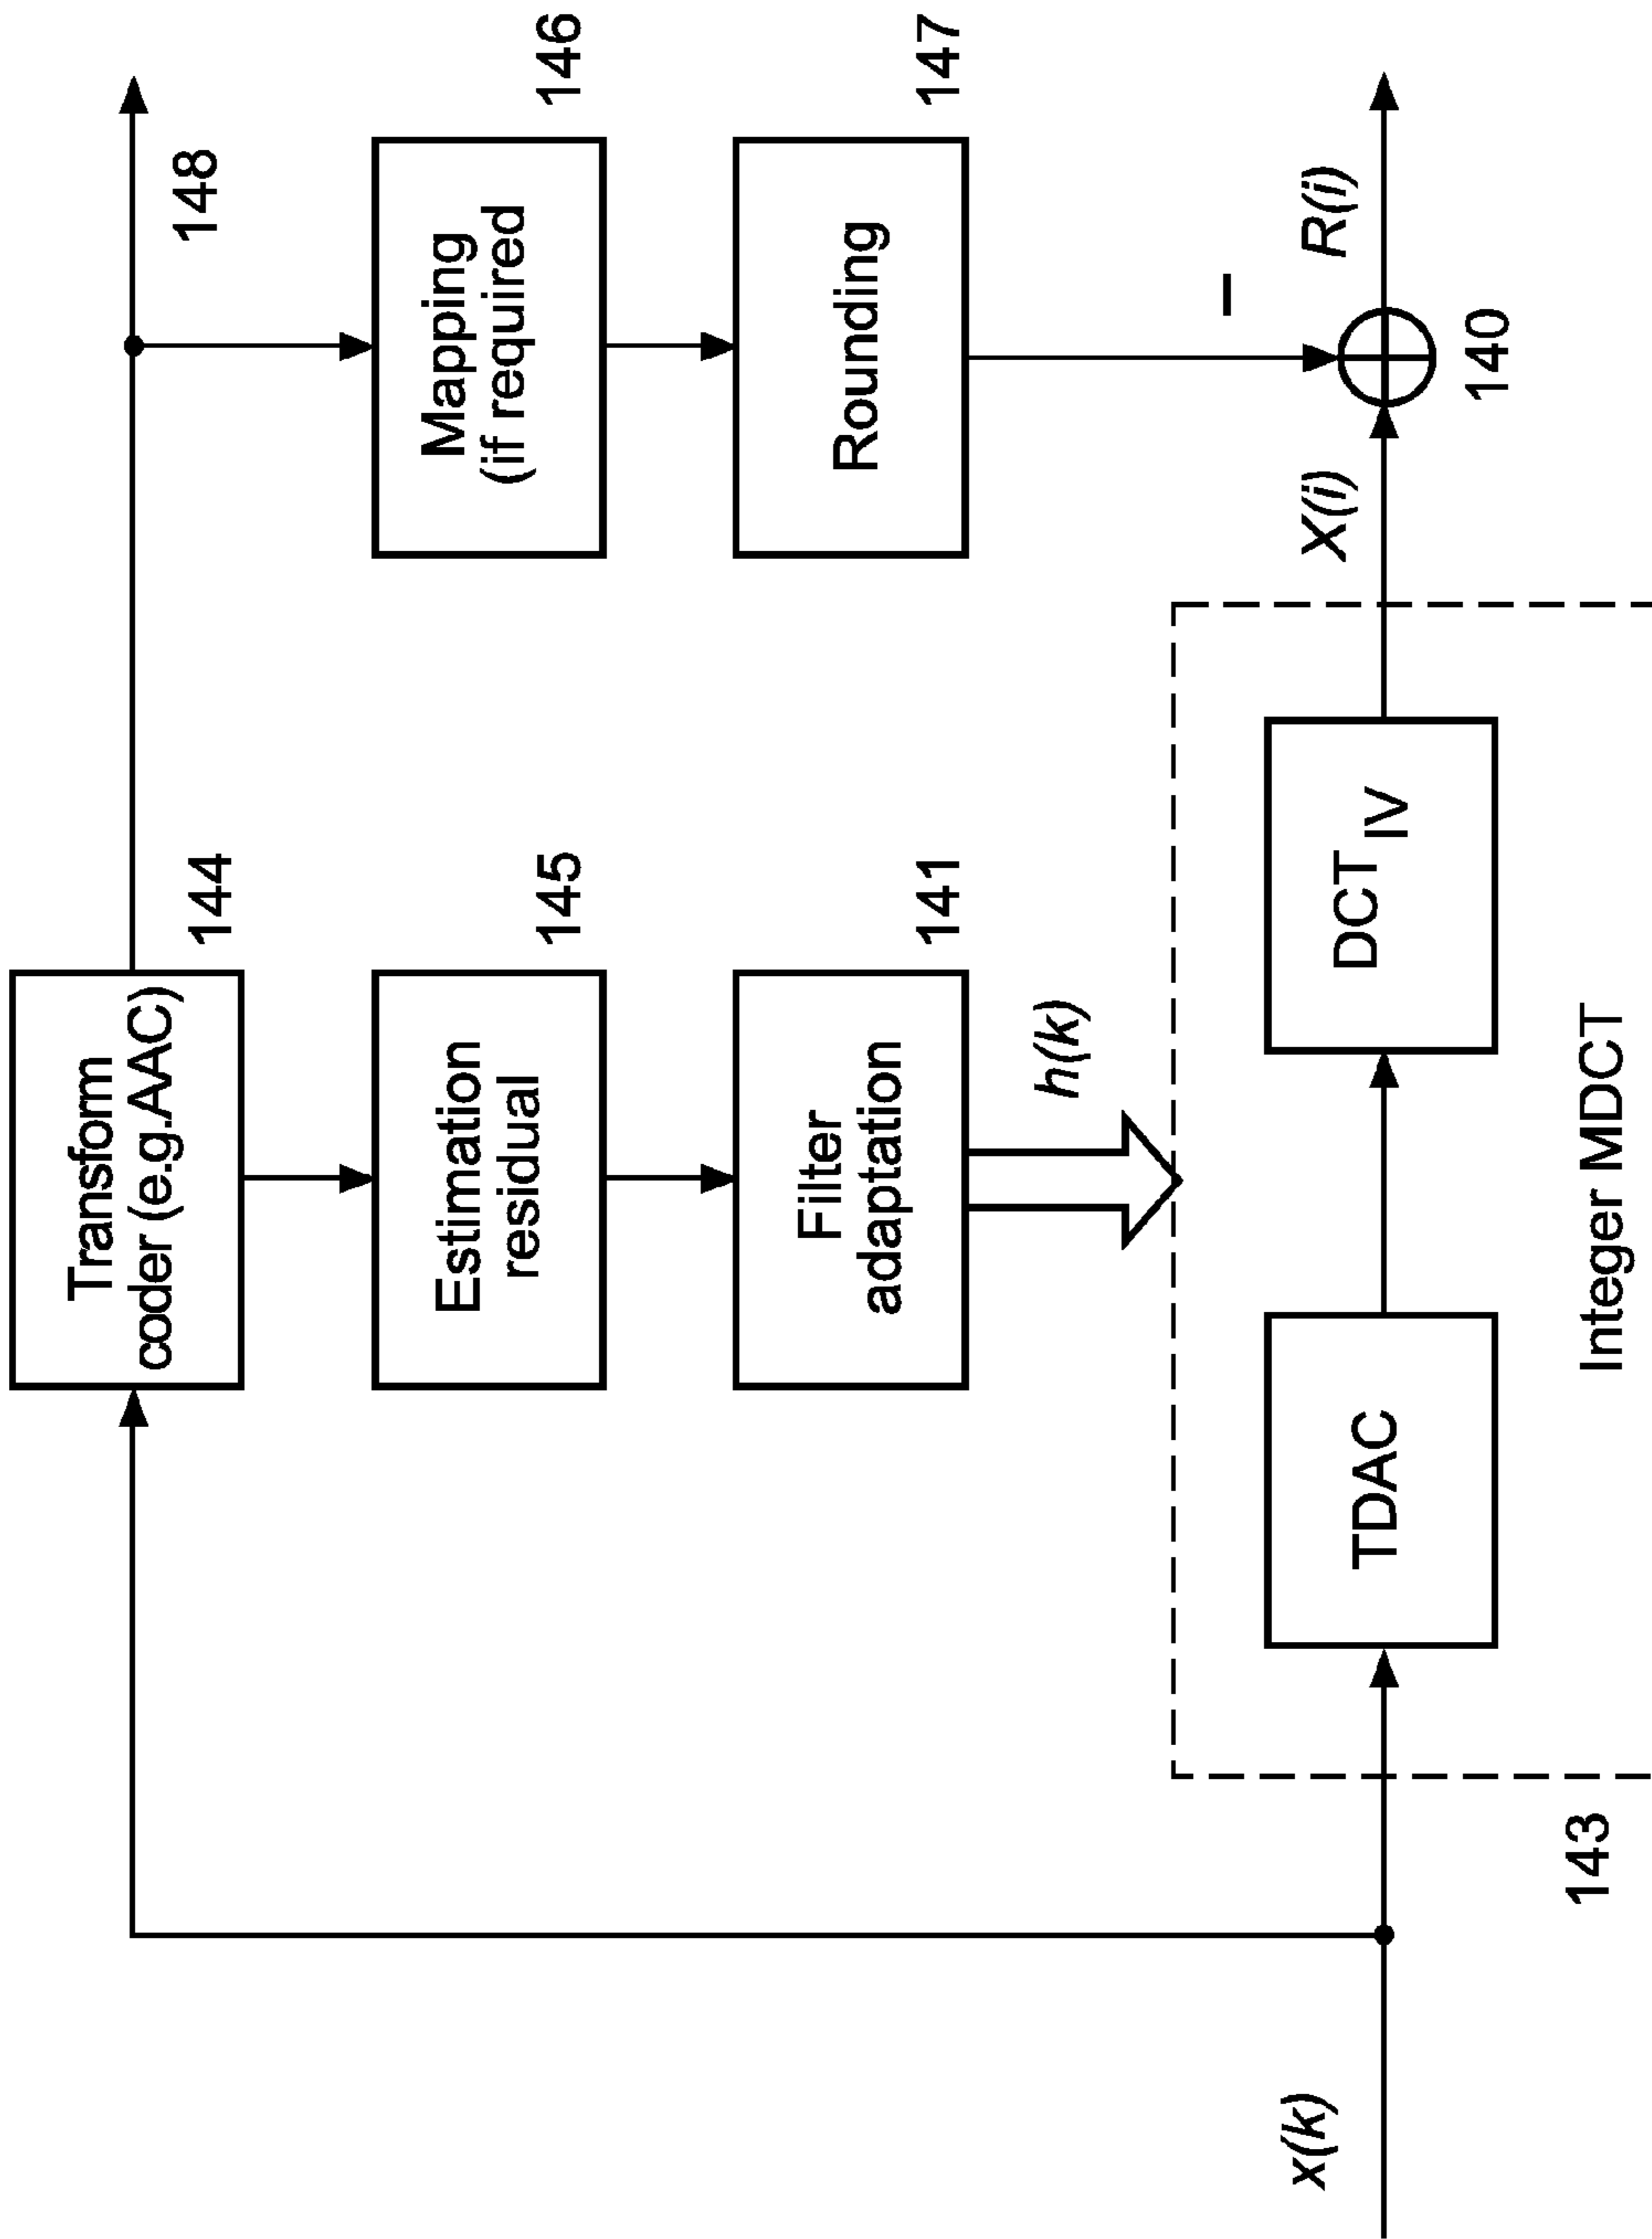 Transform
coder (e.g.AAC)
144
148
Estimation
residual
145
Mapping
(if required
146
Filter
adaptation
141
Rounding
147
h(k)
–
x(k)
TDAC
DCT IV
X(i)
R(i)
140
143
Integer MDCT